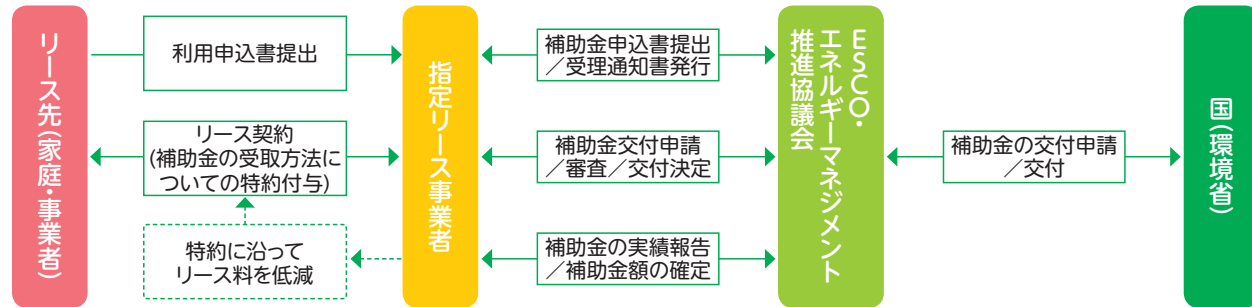 リース先(家庭・事業者)
利用申込書提出
リース契約
(補助金の受取方法に
ついての特約付与)
特約に沿って
リース料を低減
指定リース事業者
補助金申込書提出
／受理通知書発行
補助金交付申請
／審査／交付決定
補助金の実績報告
／補助金額の確定
ESCO・
エネルギーマネジメント
推進協議会
補助金の交付申請
／交付
国(環境省)